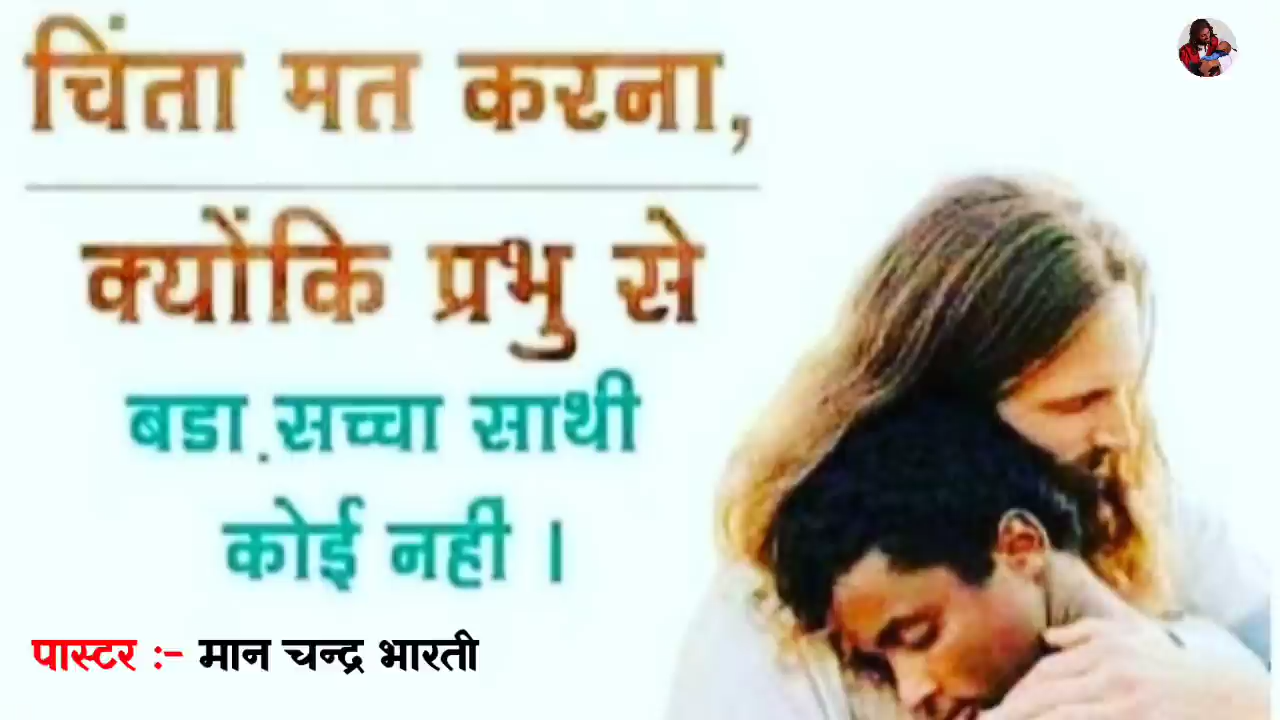 चिंता मत करना,
क्योंकि प्रभु से
बडा.सच्चा साथी
कोई नहीं ।
पास्टर :- मान चन्द्र भारती